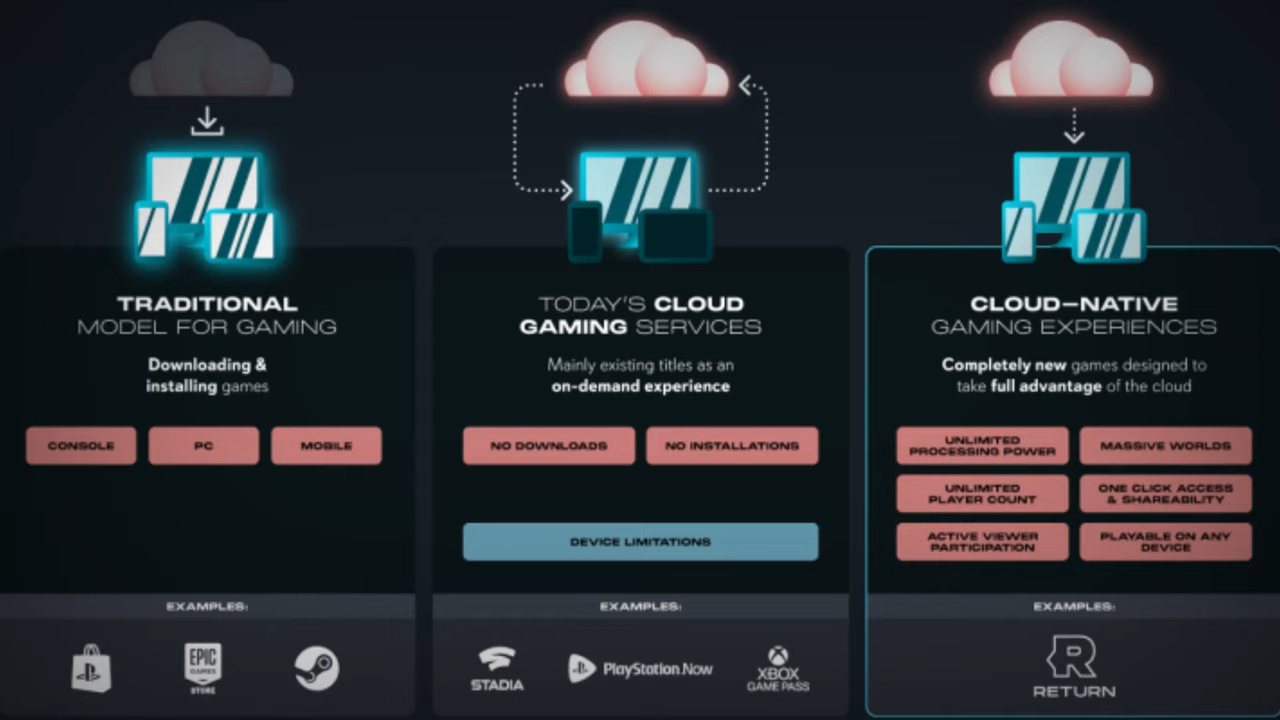 TRADITIONAL
MODEL FOR GAMING
Downloading &
installing games
CONSOLE
PC
MOBILE
EXAMPLES:
EPIC
GAMES
STORE
TODAY'S CLOUD
GAMING SERVICES
Mainly existing titles as an
on-demand experience
NO DOWNLOADS
NO INSTALLATIONS
DEVICE LIMITATIONS
EXAMPLES:
STADIA
PlayStation Now
XBOX
GAME PASS
CLOUD-NATIVE
GAMING EXPERIENCES
Completely new games designed to
take full advantage of the cloud
UNLIMITED
PROCESSING POWER
MASSIVE WORLDS
UNLIMITED
PLAYER COUNT
ONE CLICK ACCESS
& SHAREABILITY
ACTIVE VIEWER
PARTICIPATION
PLAYABLE ON ANY
DEVICE
EXAMPLES:
R
RETURN